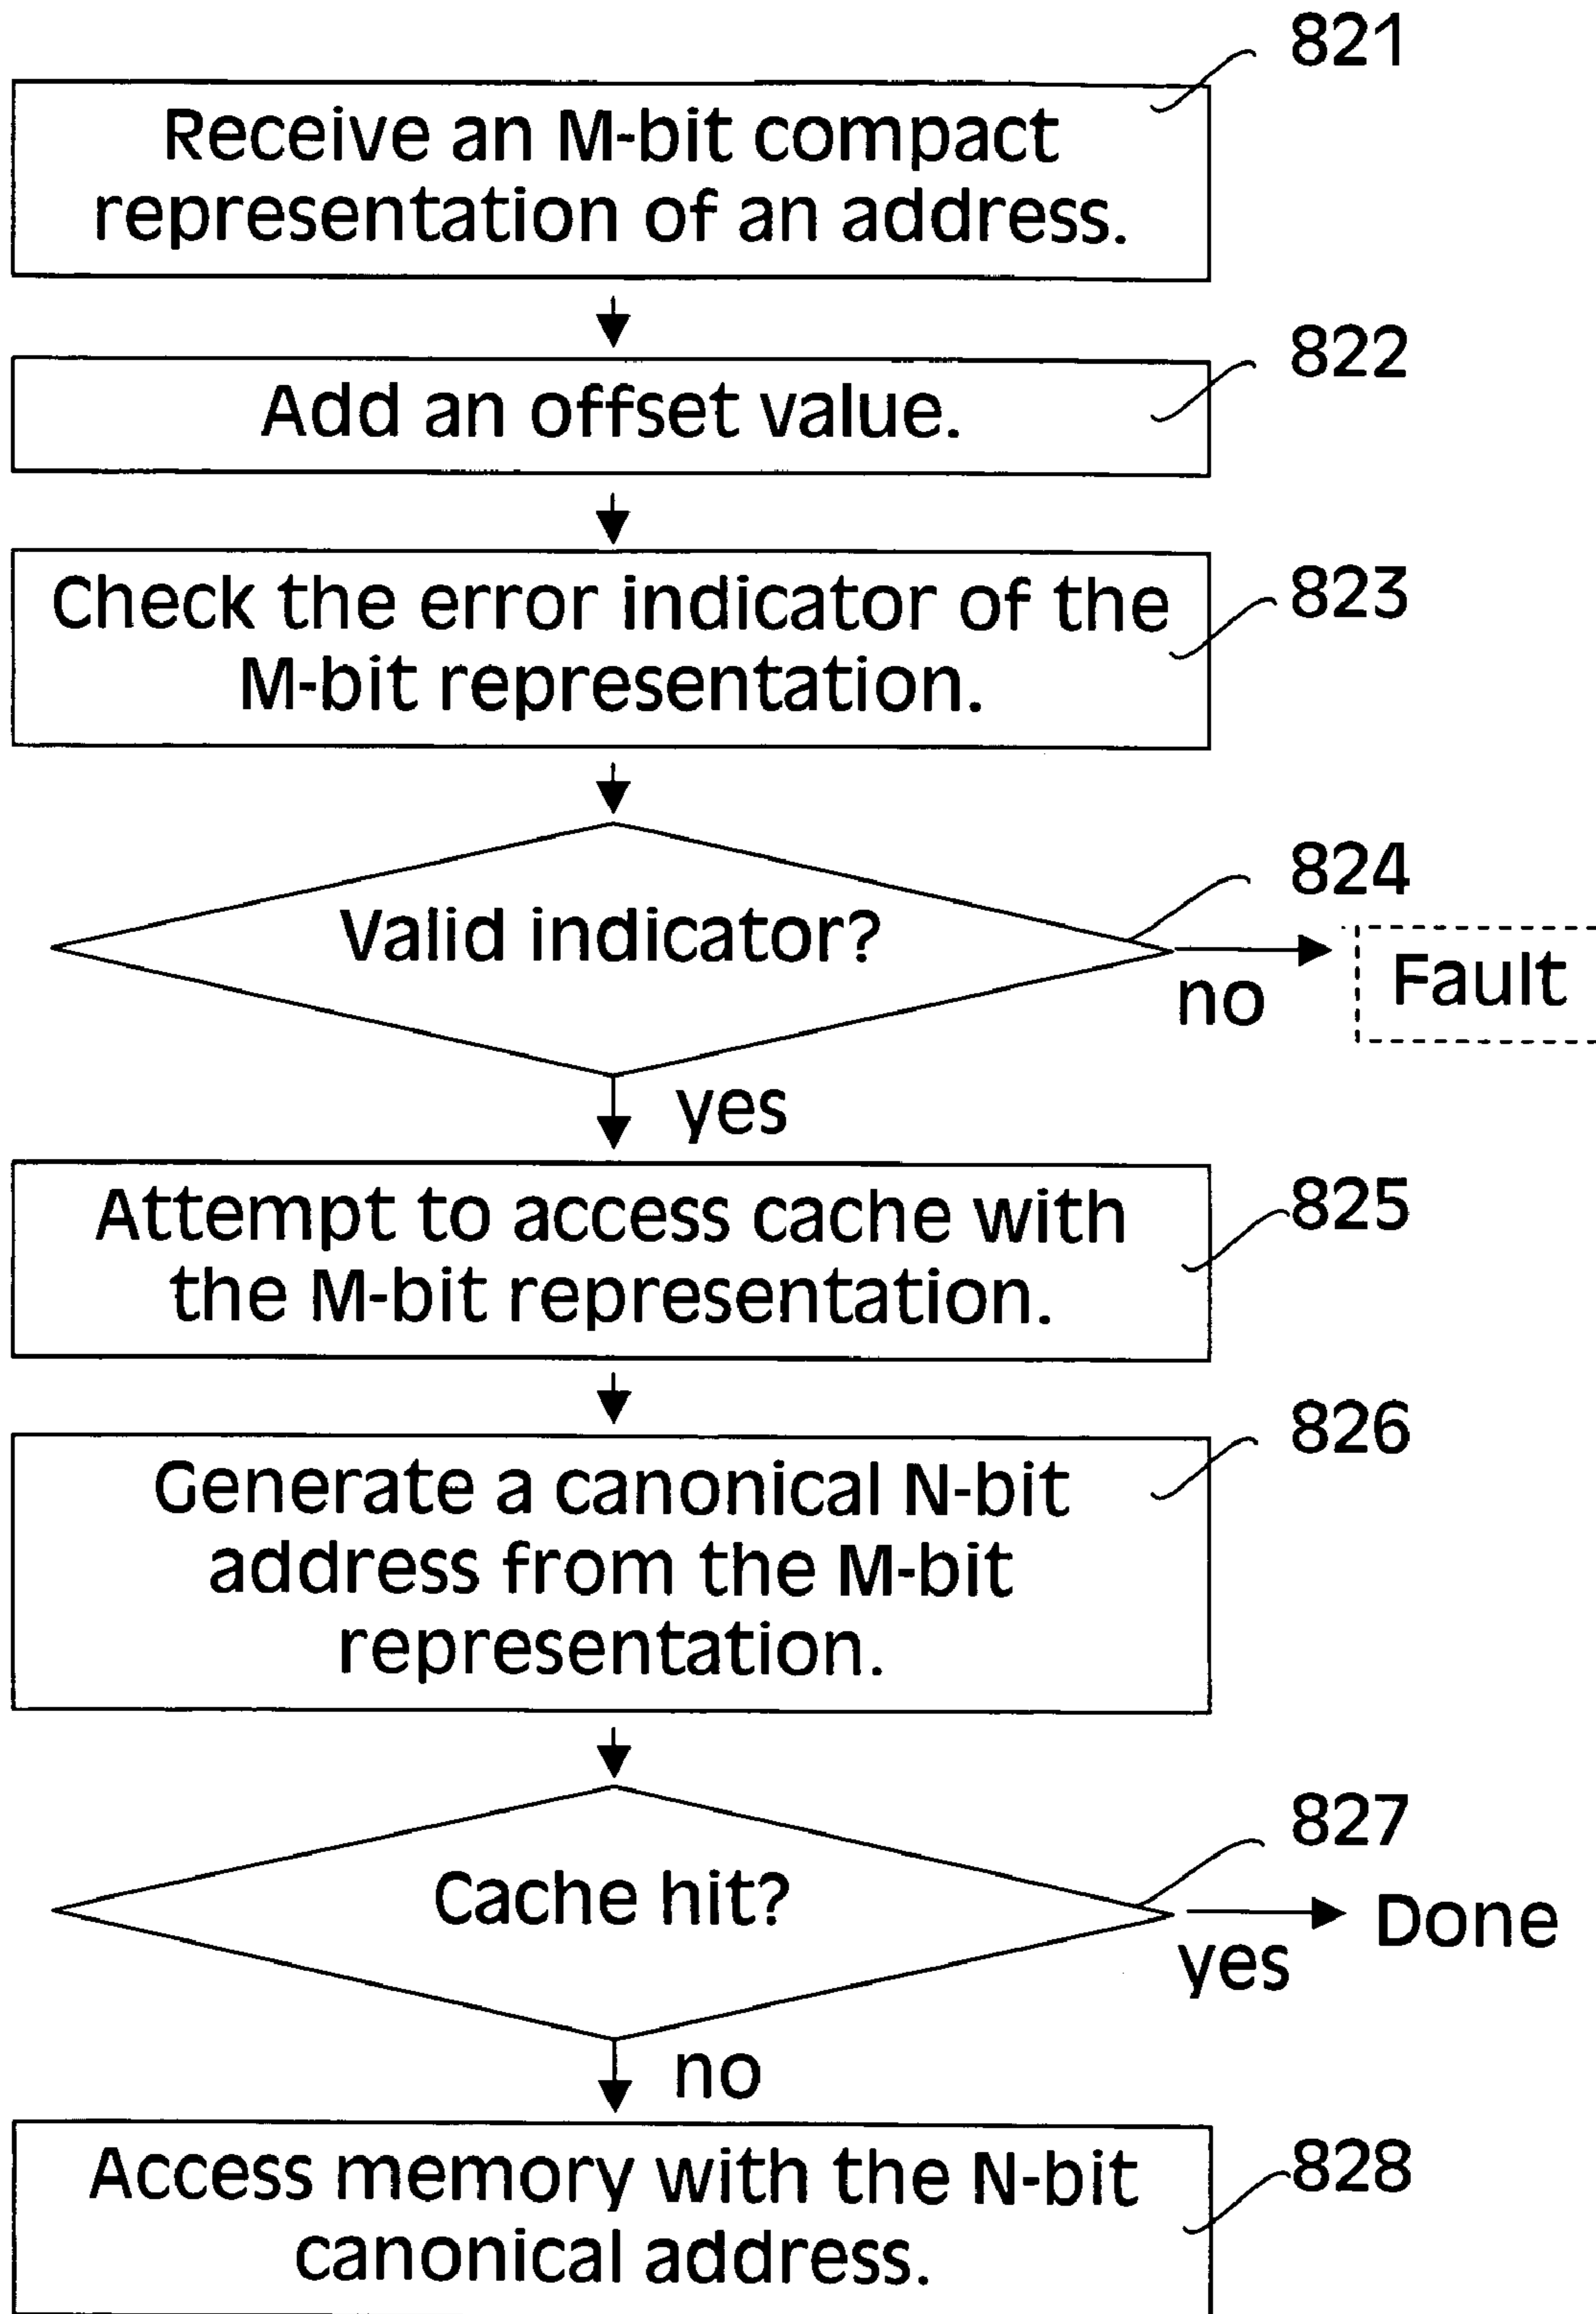 821
Receive an M-bit compact
representation of an address.
822
Add an offset value.
823
Check the error indicator of the
M-bit representation.
824
Valid indicator?
no
Fault
yes
825
Attempt to access cache with
the M-bit representation.
826
Generate a canonical N-bit
address from the M-bit
representation.
827
Cache hit?
Done
yes
no
828
Access memory with the N-bit
canonical address.